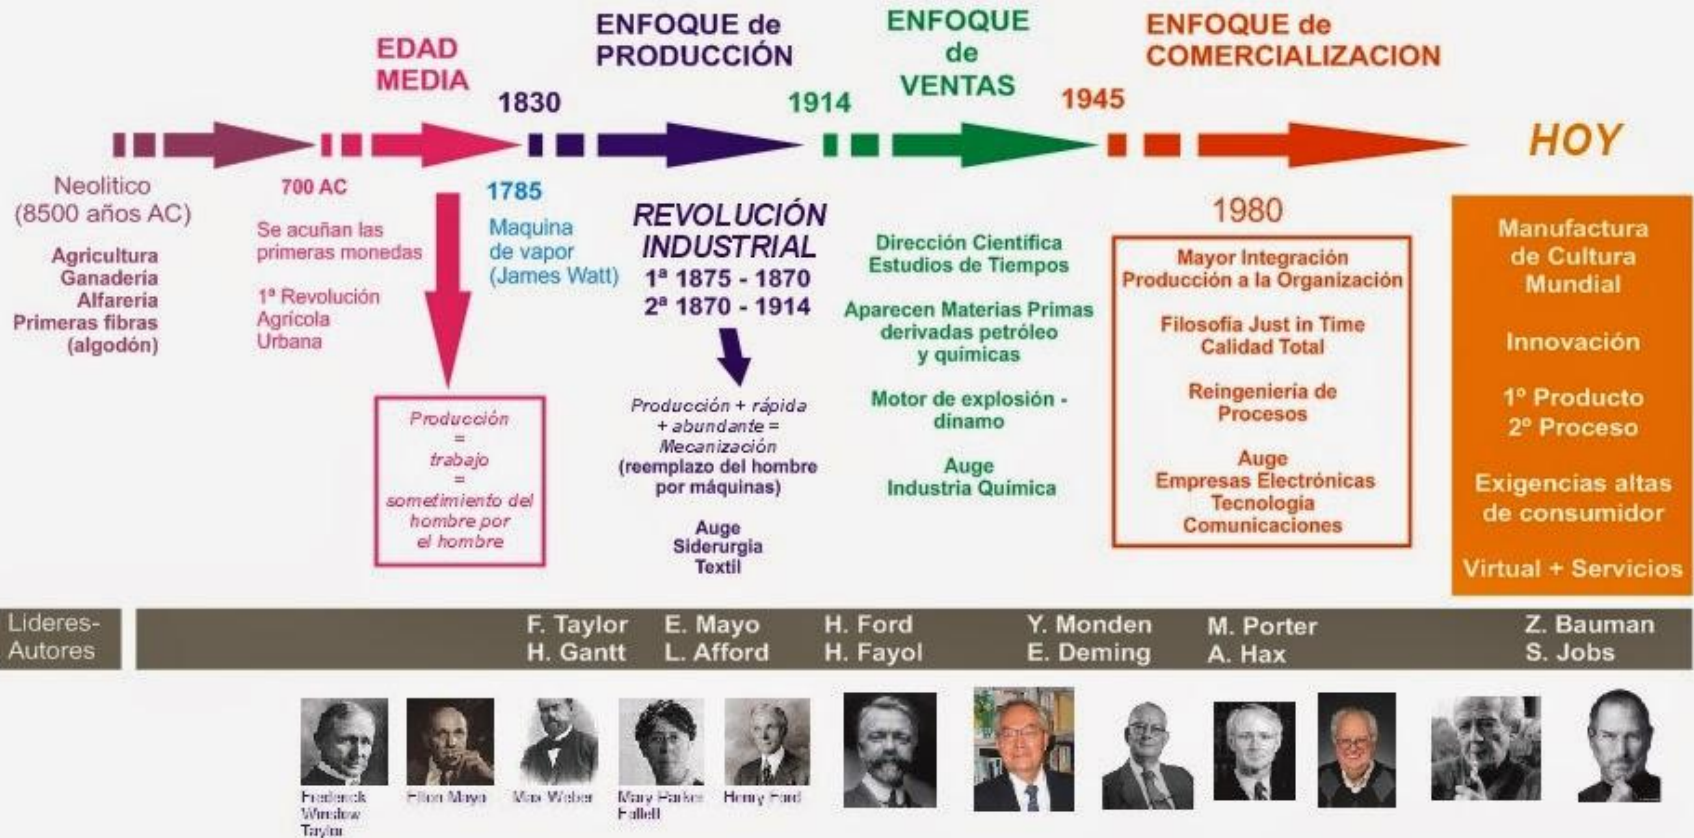 EDAD
MEDIA
ENFOQUE de
PRODUCCIÓN
ENFOQUE
de
VENTAS
ENFOQUE de
COMERCIALIZACION
1830
1914
1945
HOY
Neolitico
(8500 años AC)
Agricultura
Ganadería
Alfareria
Primeras fibras
(algodón)
700 AC
Se acuñan las
primeras monedas
1ª Revolución
Agrícola
Urbana
Producción
=
trabajo
=
sometimiento del
hombre por
el hombre
1785
Maquina
de vapor
(James Watt)
REVOLUCIÓN
INDUSTRIAL
1ª 1875 - 1870
2ª 1870 - 1914
Producción + rápida
+ abundante =
Mecanización
(reemplazo del hombre
por máquinas)
Auge
Siderurgia
Textil
Dirección Científica
Estudios de Tiempos
Aparecen Materias Primas
derivadas petróleo
y químicas
Motor de explosión -
dínamo
Auge
Industria Química
1980
Mayor Integración
Producción a la Organización
Filosofía Just in Time
Calidad Total
Reingeniería de
Procesos
Auge
Empresas Electrónicas
Tecnología
Comunicaciones
Manufactura
de Cultura
Mundial
Innovación
1º Producto
2º Proceso
Exigencias altas
de consumidor
Virtual + Servicios
Lideres-
Autores
F. Taylor
H. Gantt
E. Mayo
L. Afford
H. Ford
H. Fayol
Y. Monden
E. Deming
M. Porter
A. Hax
Z. Bauman
S. Jobs
Frederick
Winslow
Taylor
Elton Mayo
Max Weber
Mary Parker
Follett
Henry Ford